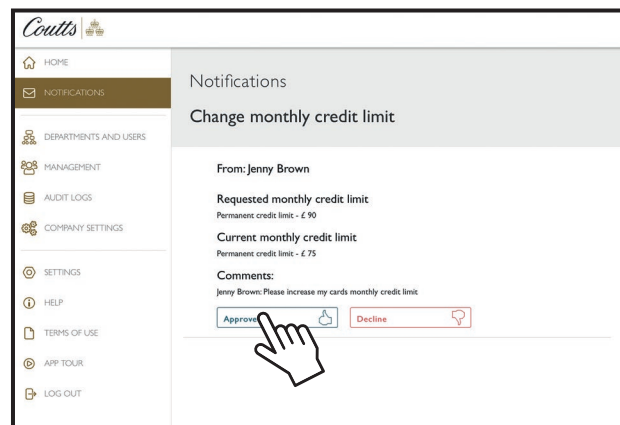 Coutts
HOME
NOTIFICATIONS
DEPARTMENTS AND USERS
MANAGEMENT
AUDIT LOGS
COMPANY SETTINGS
SETTINGS
HELP
TERMS OF USE
APP TOUR
LOG OUT
Notifications
Change monthly credit limit
From: Jenny Brown
Requested monthly credit limit
Permanent credit limit - £ 90
Current monthly credit limit
Permanent credit limit - £ 75
Comments:
Jenny Brown: Please increase my cards monthly credit limit
Approve
Decline